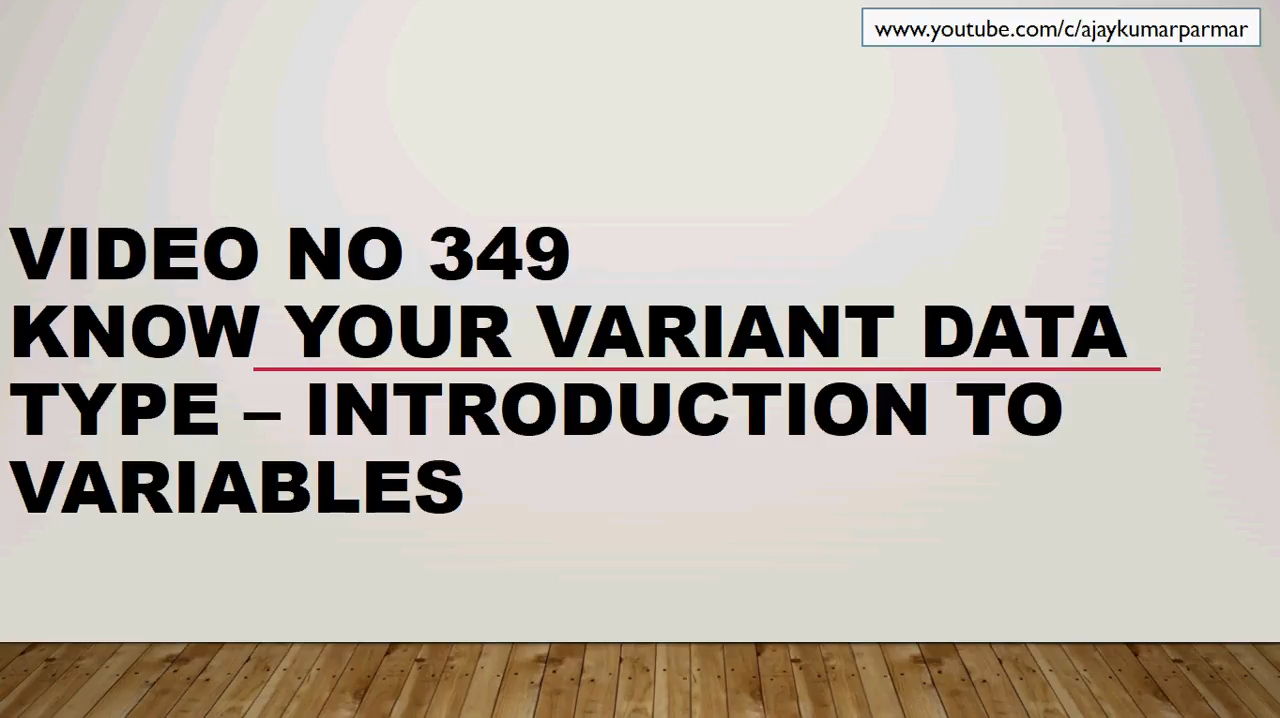 www.youtube.com/c/ajaykumarparmar
VIDEO NO 349
KNOW YOUR VARIANT DATA
TYPE – INTRODUCTION TO
VARIABLES